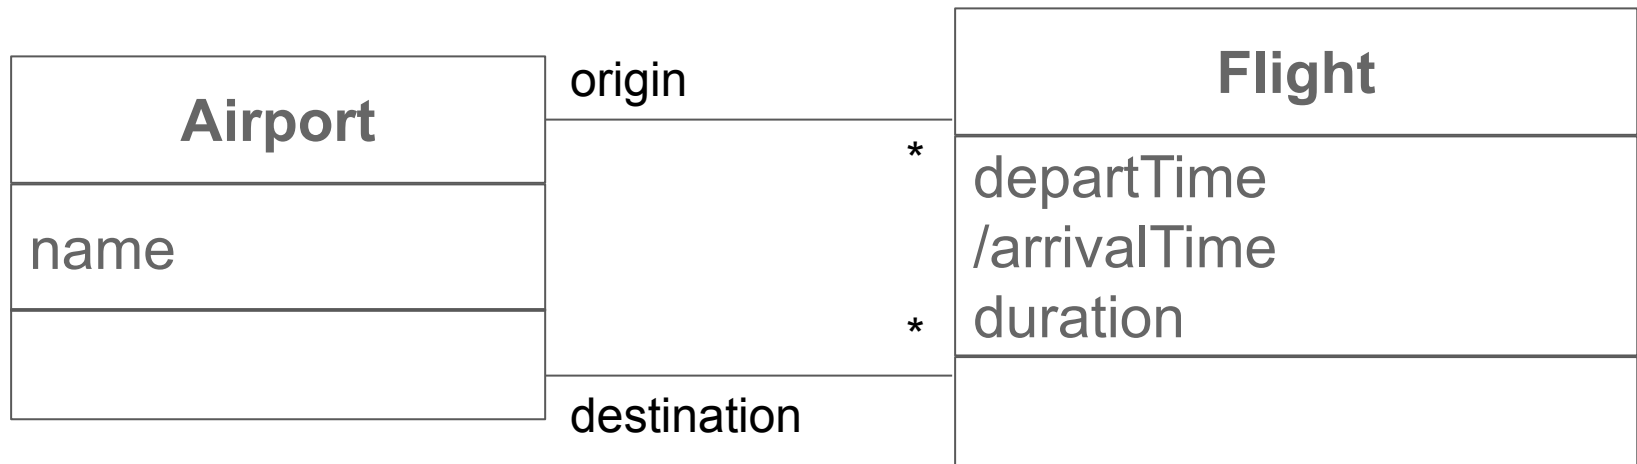 Airport
name
origin
*
*
destination
Flight
departTime
/arrivalTime
duration